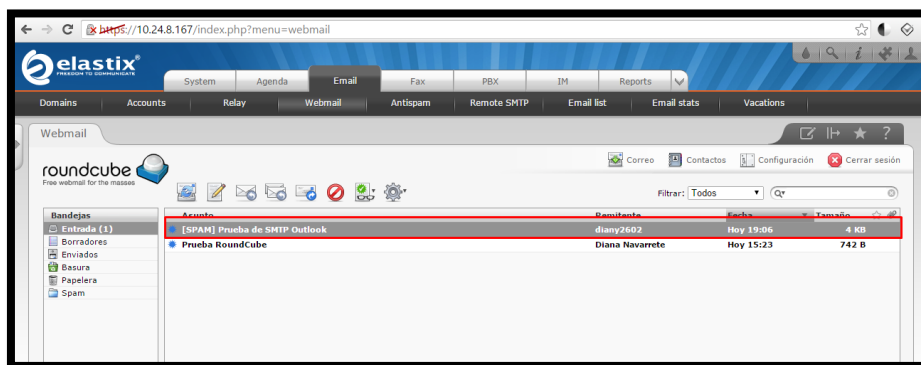 https://10.24.8.167/index.php?menu=webmail
elastix®
FREEDOM TO COMMUNICATE
System Agenda Email Fax PBX IM Reports
Domains Accounts Relay Webmail Antispam Remote SMTP Email list Email stats Vacations
Webmail
roundcube
Free webmail for the masses
Correo Contactos Configuración Cerrar sesión
Filtrar: Todos
Bandejas Asunto Remitente Fecha Tamaño
Entrada (1) [SPAM] Prueba de SMTP Outlook diany2602 Hoy 19:06 4 KB
Borradores Prueba RoundCube Diana Navarrete Hoy 15:23 742 B
Enviados
Basura
Papelera
Spam